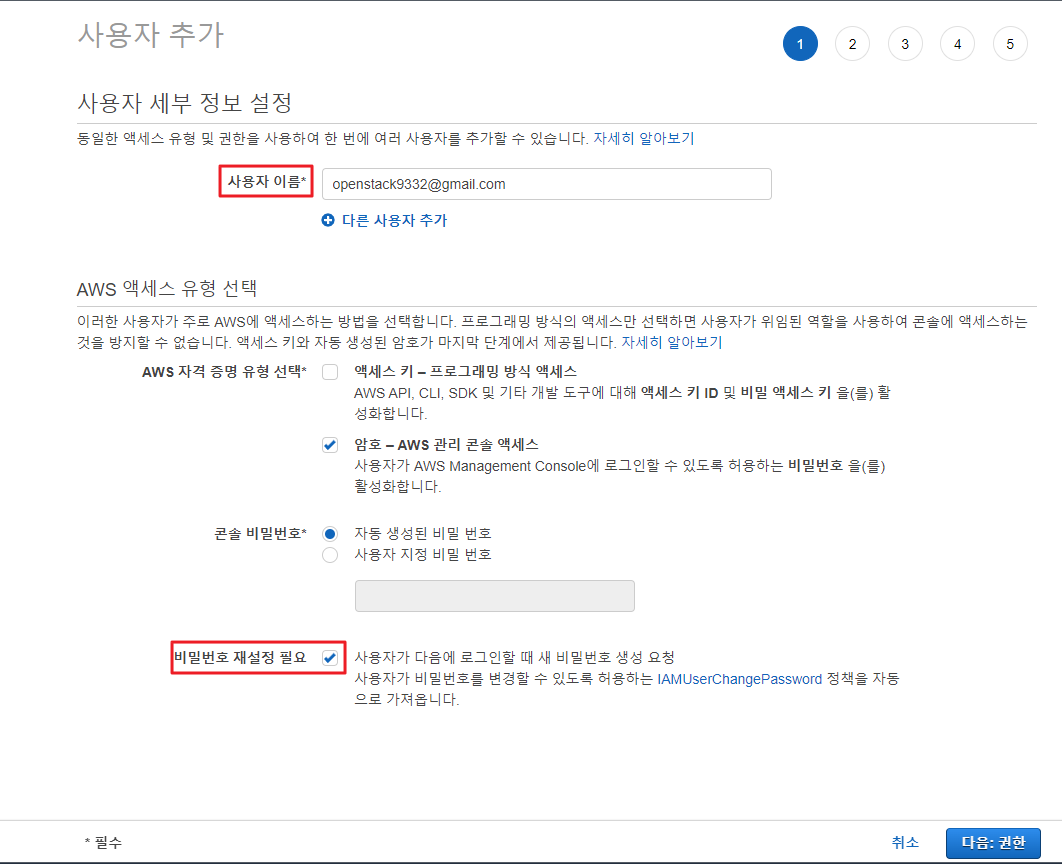 사용자 추가
1 2 3 4 5
사용자 세부 정보 설정
동일한 액세스 유형 및 권한을 사용하여 한 번에 여러 사용자를 추가할 수 있습니다. 자세히 알아보기
사용자 이름* openstack9332@gmail.com
다른 사용자 추가
AWS 액세스 유형 선택
이러한 사용자가 주로 AWS에 액세스하는 방법을 선택합니다. 프로그래밍 방식의 액세스만 선택하면 사용자가 위임된 역할을 사용하여 콘솔에 액세스하는
것을 방지할 수 없습니다. 액세스 키와 자동 생성된 암호가 마지막 단계에서 제공됩니다. 자세히 알아보기
AWS 자격 증명 유형 선택* 액세스 키 – 프로그래밍 방식 액세스
AWS API, CLI, SDK 및 기타 개발 도구에 대해 액세스 키 ID 및 비밀 액세스 키 을(를) 활
성화합니다.
암호 – AWS 관리 콘솔 액세스
사용자가 AWS Management Console에 로그인할 수 있도록 허용하는 비밀번호 을(를)
활성화합니다.
콘솔 비밀번호* 자동 생성된 비밀 번호
사용자 지정 비밀 번호
비밀번호 재설정 필요 사용자가 다음에 로그인할 때 새 비밀번호 생성 요청
사용자가 비밀번호를 변경할 수 있도록 허용하는 IAMUserChangePassword 정책을 자동
으로 가져옵니다.
* 필수 취소 다음: 권한